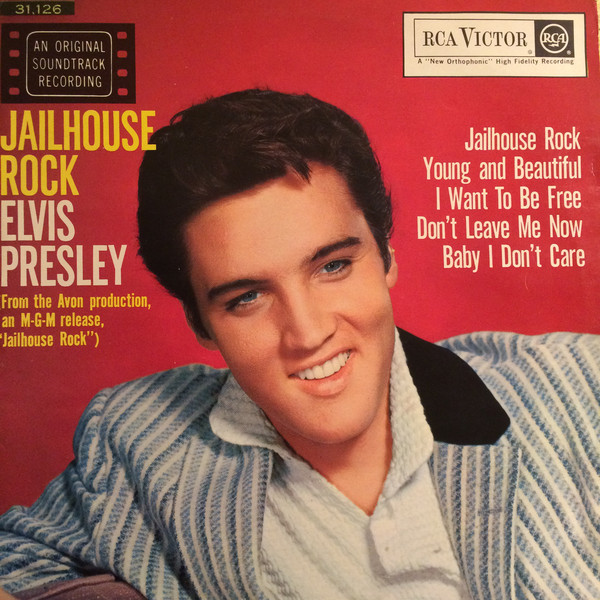 31,126
AN ORIGINAL
SOUNDTRACK
RECORDING
RCA VICTOR
RCA
A "New Orthophonic" High Fidelity Recording
JAILHOUSE
ROCK
ELVIS
PRESLEY
(From the Avon production,
an M-G-M release,
"Jailhouse Rock")
Jailhouse Rock
Young and Beautiful
I Want To Be Free
Don't Leave Me Now
Baby I Don't Care